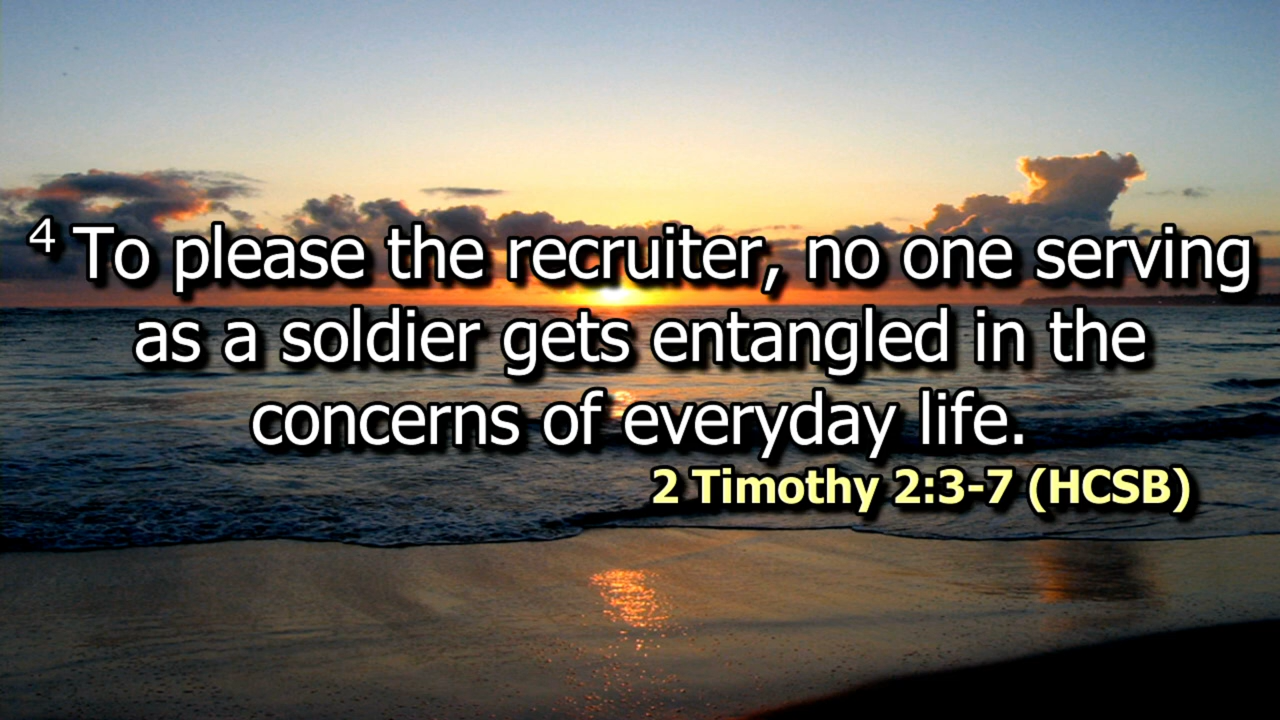 4 To please the recruiter, no one serving
as a soldier gets entangled in the
concerns of everyday life.
2 Timothy 2:3-7 (HCSB)